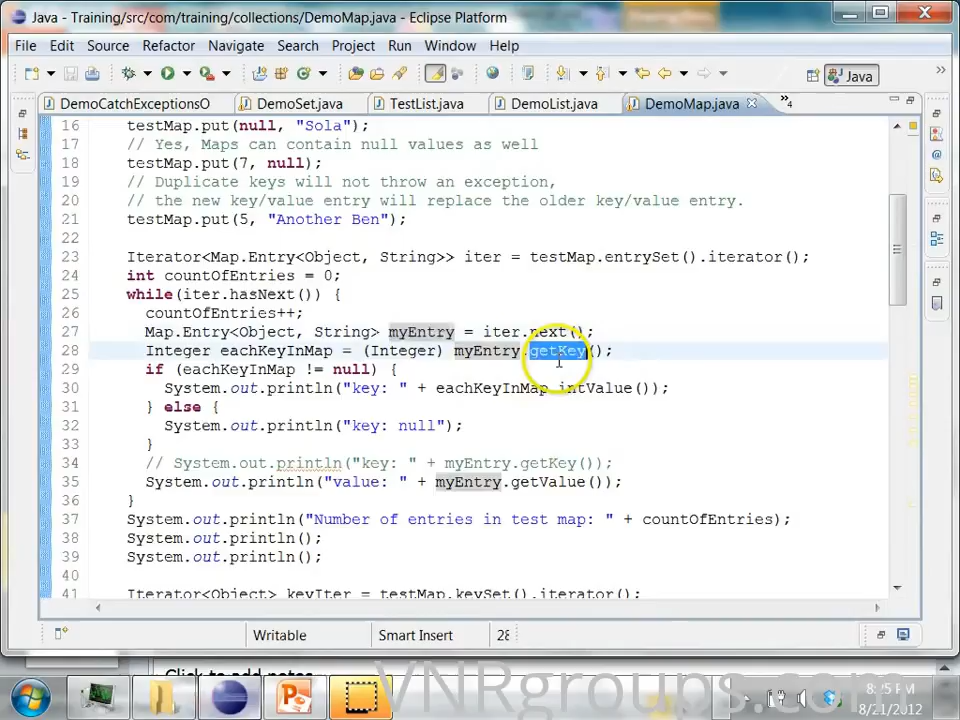 Java - Training/src/com/training/collections/DemoMap.java - Eclipse Platform
File Edit Source Refactor Navigate Search Project Run Window Help
Java
DemoCatchExceptionsO DemoSet.java TestList.java DemoList.java DemoMap.java 4
16 testMap.put(null, "Sola");
17 // Yes, Maps can contain null values as well
18 testMap.put(7, null);
19 // Duplicate keys will not throw an exception,
20 // the new key/value entry will replace the older key/value entry.
21 testMap.put(5, "Another Ben");
22
23 Iterator<Map.Entry<Object, String>> iter = testMap.entrySet().iterator();
24 int countOfEntries = 0;
25 while(iter.hasNext()) {
26 countOfEntries++;
27 Map.Entry<Object, String> myEntry = iter.next();
28 Integer eachKeyInMap = (Integer) myEntry.getKey();
29 if (eachKeyInMap != null) {
30 System.out.println("key: " + eachKeyInMap.intValue());
31 } else {
32 System.out.println("key: null");
33 }
34 // System.out.println("key: " + myEntry.getKey());
35 System.out.println("value: " + myEntry.getValue());
36 }
37 System.out.println("Number of entries in test map: " + countOfEntries);
38 System.out.println();
39 System.out.println();
40
41 Iterator<Object> keyIter = testMap.keySet().iterator();
Writable Smart Insert 28
Click to add notes
VNRgroups.com
8:25 PM
8/21/2012